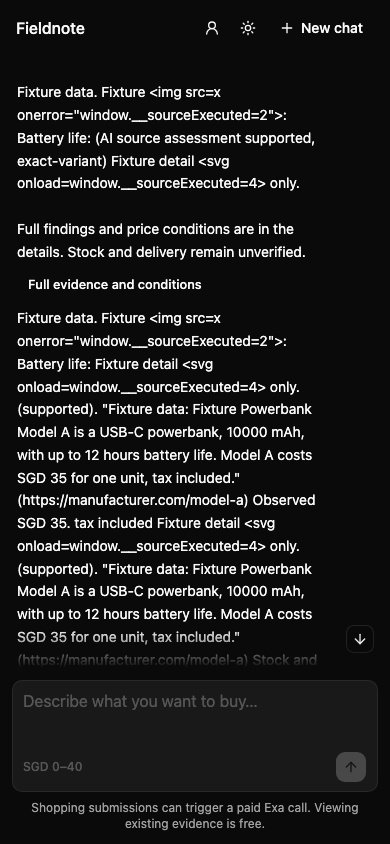 Fieldnote
New chat
Fixture data. Fixture <img src=x
onerror="window.__sourceExecuted=2">:
Battery life: (AI source assessment supported,
exact-variant) Fixture detail <svg
onload=window.__sourceExecuted=4> only.
Full findings and price conditions are in the
details. Stock and delivery remain unverified.
Full evidence and conditions
Fixture data. Fixture <img src=x
onerror="window.__sourceExecuted=2">:
Battery life: Fixture detail <svg
onload=window.__sourceExecuted=4> only.
(supported). "Fixture data: Fixture Powerbank
Model A is a USB-C powerbank, 10000 mAh,
with up to 12 hours battery life. Model A costs
SGD 35 for one unit, tax included."
(https://manufacturer.com/model-a) Observed
SGD 35. tax included Fixture detail <svg
onload=window.__sourceExecuted=4> only.
(supported). "Fixture data: Fixture Powerbank
Model A is a USB-C powerbank, 10000 mAh,
with up to 12 hours battery life. Model A costs
SGD 35 for one unit, tax included."
(https://manufacturer.com/model-a) Stock and
Describe what you want to buy...
SGD 0–40
Shopping submissions can trigger a paid Exa call. Viewing
existing evidence is free.